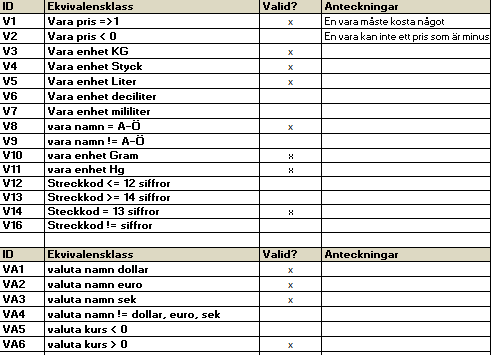 ID Ekvivalensklass Valid? Anteckningar
V1 Vara pris =>1 x En vara måste kosta något
V2 Vara pris < 0 En vara kan inte ett pris som är minus
V3 Vara enhet KG x
V4 Vara enhet Styck x
V5 Vara enhet Liter x
V6 Vara enhet deciliter
V7 Vara enhet mililiter
V8 vara namn = A-Ö x
V9 vara namn != A-Ö
V10 vara enhet Gram x
V11 vara enhet Hg x
V12 Streckkod <= 12 siffror
V13 Streckkod >= 14 siffror
V14 Steckkod = 13 siffror x
V16 Streckkod != siffror
ID Ekvivalensklass Valid? Anteckningar
VA1 valuta namn dollar x
VA2 valuta namn euro x
VA3 valuta namn sek x
VA4 valuta namn != dollar, euro, sek
VA5 valuta kurs < 0
VA6 valuta kurs > 0 x